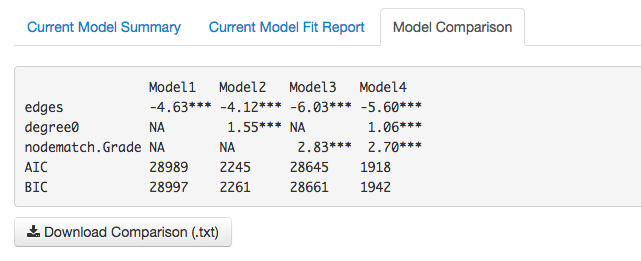 Current Model Summary Current Model Fit Report Model Comparison
Model1 Model2 Model3 Model4
edges -4.63*** -4.12*** -6.03*** -5.60***
degree0 NA 1.55*** NA 1.06***
nodematch.Grade NA NA 2.83*** 2.70***
AIC 28989 2245 28645 1918
BIC 28997 2261 28661 1942
Download Comparison (.txt)